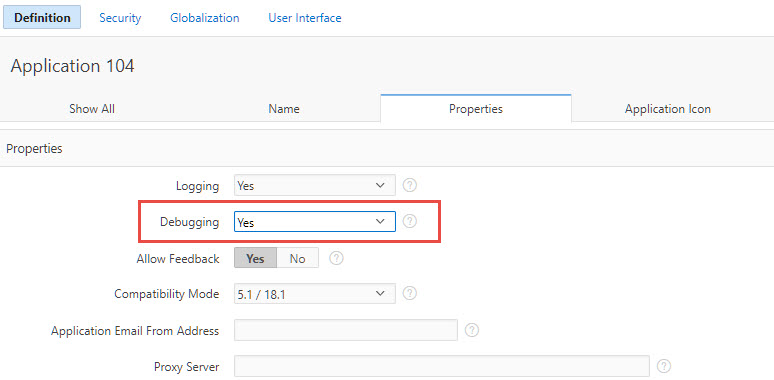 Definition Security Globalization User Interface
Application 104
Show All Name Properties Application Icon
Properties
Logging Yes ?
Debugging Yes ?
Allow Feedback Yes No ?
Compatibility Mode 5.1 / 18.1 ?
Application Email From Address ?
Proxy Server ?